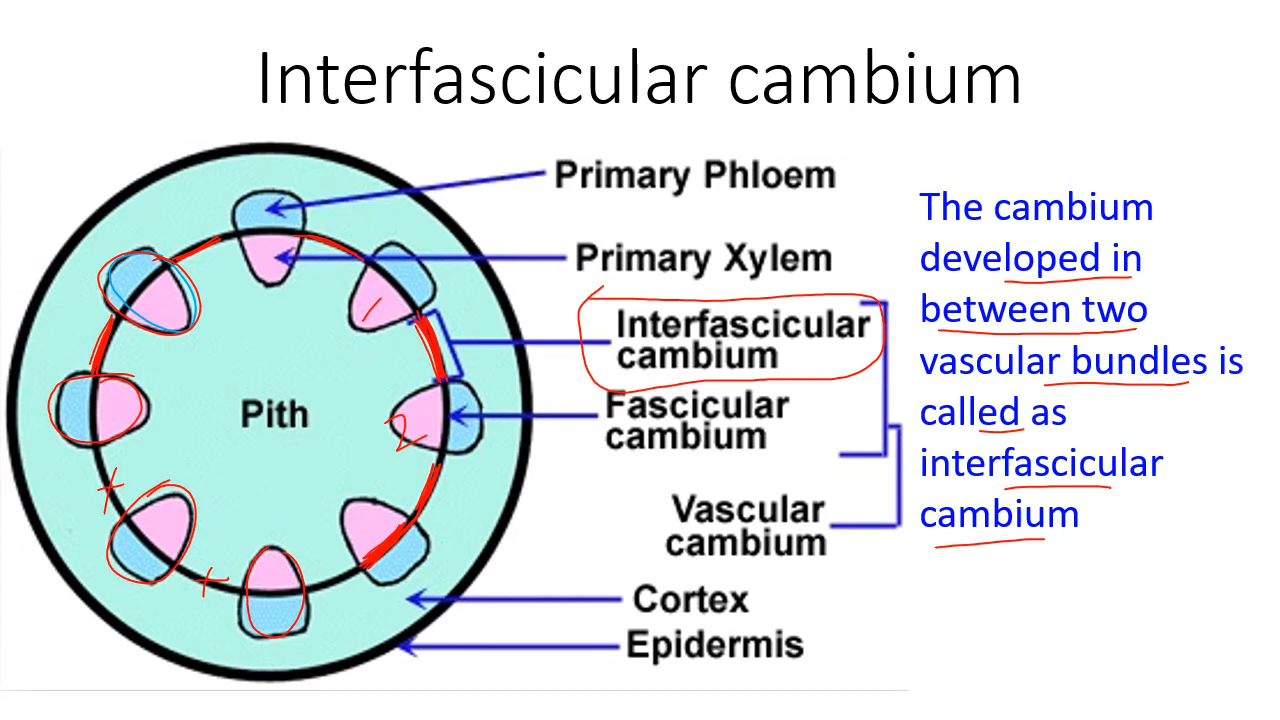 Interfascicular cambium
Primary Phloem
Primary Xylem
Interfascicular
cambium
Fascicular
cambium
Pith
Vascular
cambium
Cortex
Epidermis
The cambium
developed in
between two
vascular bundles is
called as
interfascicular
cambium